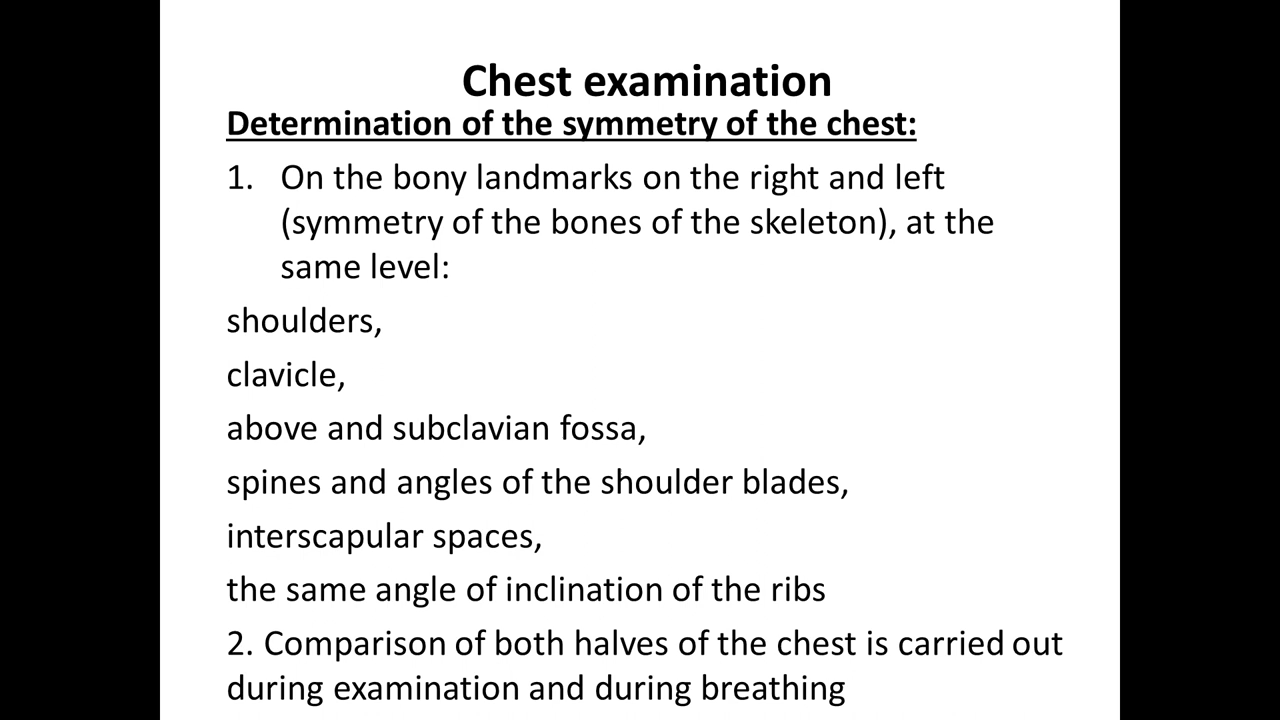 Chest examination
Determination of the symmetry of the chest:
1. On the bony landmarks on the right and left
(symmetry of the bones of the skeleton), at the
same level:
shoulders,
clavicle,
above and subclavian fossa,
spines and angles of the shoulder blades,
interscapular spaces,
the same angle of inclination of the ribs
2. Comparison of both halves of the chest is carried out
during examination and during breathing